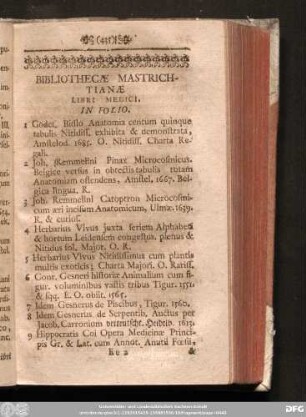 (431)
BIBLIOTHECÆ MASTRICH-
TIANÆ
LIBRI MEDICI,
IN FOLIO.
1 Godef. Bidlo Anatomia centum quinque
tabulis Nitidiss. exhibita & demonstrata,
Amstelod. 1685. O. Nitidiss. Charta Re-
gali.
2 Joh. Remmelini Pinax Microcosmicus.
Belgice versus in obtectis tabulis totam
Anatomiam ostendens, Amstel. 1667. Bel-
gica lingua. R.
3 Joh. Remmelini Catoptron Microcosmi-
cum æri incisum Anatomicum, Ulmæ. 1639.
R. & curios.
4 Herbarius Vivus juxta seriem Alphabeti
& hortum Leidensem congestus, plenus &
Nitidus fol. Major. O. R.
5 Herbarius Vivus Nitidissimus cum plantis
multis exoticis; Charta Majori. O. Rariss.
6 Conr. Gesneri historiæ Animalium cum fi-
gur. voluminibus vastis tribus Tigur. 1551.
& sqq. E. O. obiit. 1565.
7 Idem Gesnerus de Piscibus, Tigur. 1560.
8 Idem Gesnerus de Serpentib. Auctus per
Jacob. Carronium
9 Hippocratis Coi Opera Medicinæ Princi-
pis Gr. & Lat. cum Annot. Anutii Fœsii,
Ee 2 &